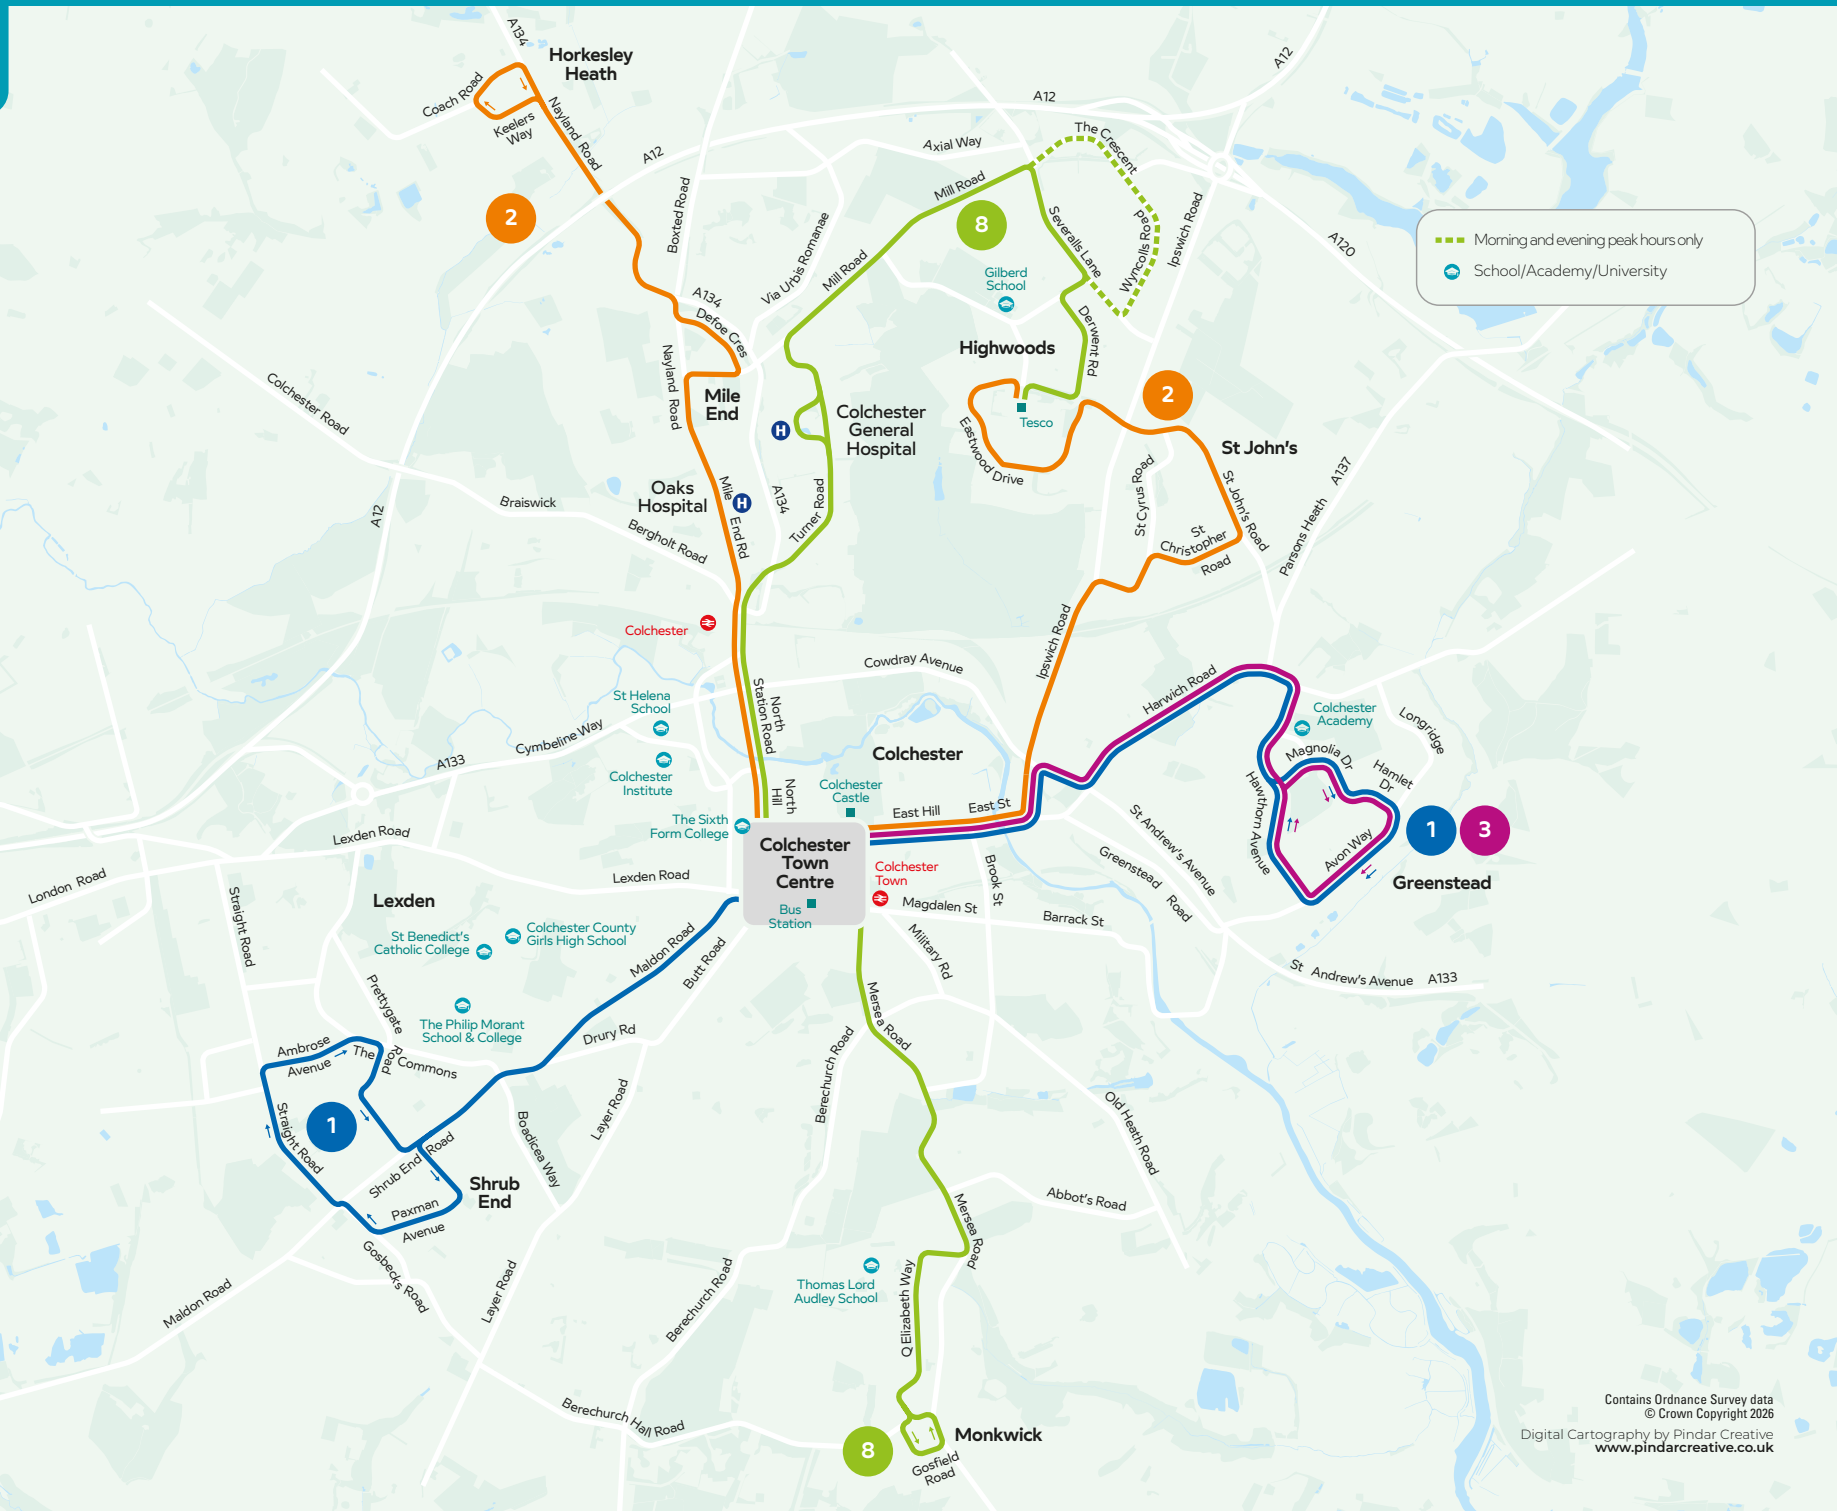 A134
Horkesley
Heath
Coach Road
Keelers
Way
Nayland Road
A12
A12
A12
2
Boxted Road
Via Urbis Romanae
Axial Way
Mill Road
Mill Road
8
The Crescent
Severalls Lane
Wyncolls Road
Ipswich Road
A120
Morning and evening peak hours only
School/Academy/University
Gilberd
School
Highwoods
Derwent Rd
Tesco
Eastwood Drive
A134
Defoe Cres
Nayland Road
Mile
End
Colchester
General
Hospital
H
Oaks
Hospital
H
Mile End Rd
A134
Turner Road
Colchester Road
A12
Braiswick
Bergholt Road
2
St John's
St Cyrus Road
St John's Road
St
Christopher
Road
Parsons Heath
A137
Ipswich Road
Colchester
Cowdray Avenue
St Helena
School
North
Station Road
Cymbeline Way
A133
Colchester
Institute
Colchester
North
Hill
Colchester
Castle
The Sixth
Form College
East Hill
East St
Harwich Road
Colchester
Academy
Longridge
Magnolia Dr
Hamlet
Dr
Hawthorn Avenue
Avon Way
1
3
Greenstead
St Andrew's Avenue
Greenstead Road
Colchester
Town
Centre
Bus
Station
Colchester
Town
Magdalen St
Brook St
Barrack St
Military Rd
St Andrew's Avenue A133
Lexden Road
Lexden Road
London Road
Lexden
Straight Road
St Benedict's
Catholic College
Colchester County
Girls High School
Maldon Road
Butt Road
Prettygate
Road
The Philip Morant
School & College
Ambrose
Avenue
The Commons
Drury Rd
1
Straight Road
Shrub End Road
Shrub
End
Paxman
Avenue
Boadicea Way
Layer Road
Layer Road
Gosbecks Road
Maldon Road
Mersea Road
Berechurch Road
Old Heath Road
Abbot's Road
Mersea Road
Thomas Lord
Audley School
Q Elizabeth Way
Berechurch Road
Berechurch Hall Road
8
Monkwick
Gosfield
Road
Contains Ordnance Survey data
© Crown Copyright 2026
Digital Cartography by Pindar Creative
www.pindarcreative.co.uk